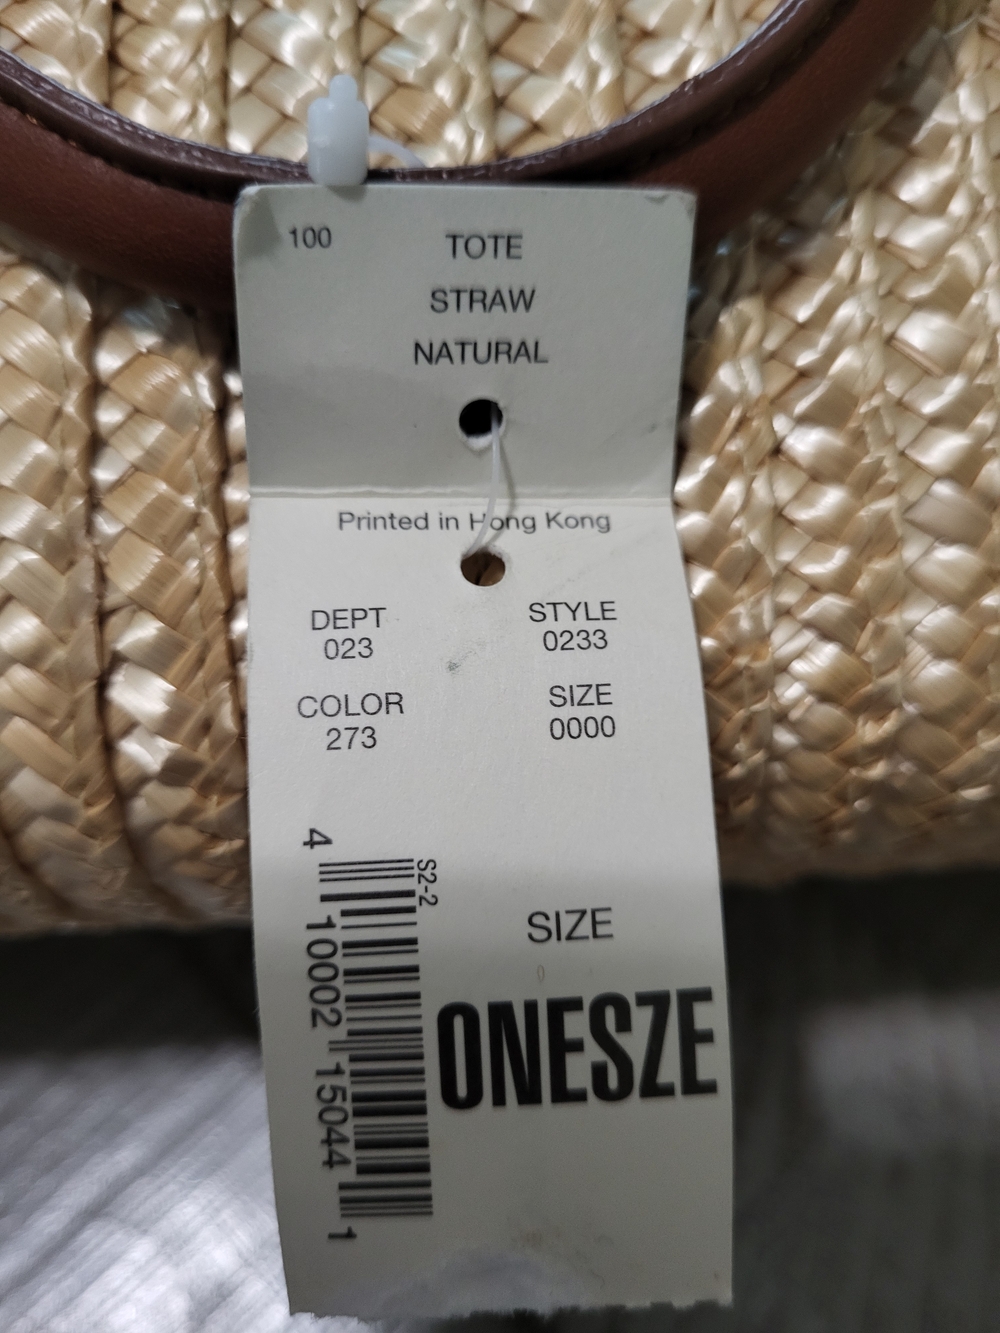 100
TOTE
STRAW
NATURAL
Printed in Hong Kong
DEPT STYLE
023 0233
COLOR SIZE
273 0000
S2-2
4 10002 15044 1
SIZE
ONESZE